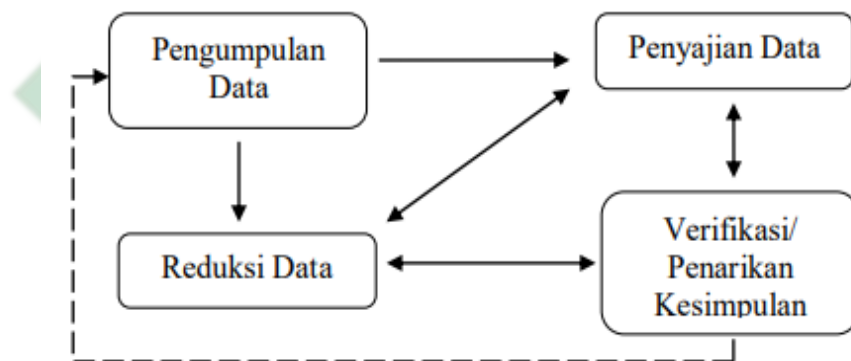 Pengumpulan
Data
Penyajian Data
Reduksi Data
Verifikasi/
Penarikan
Kesimpulan